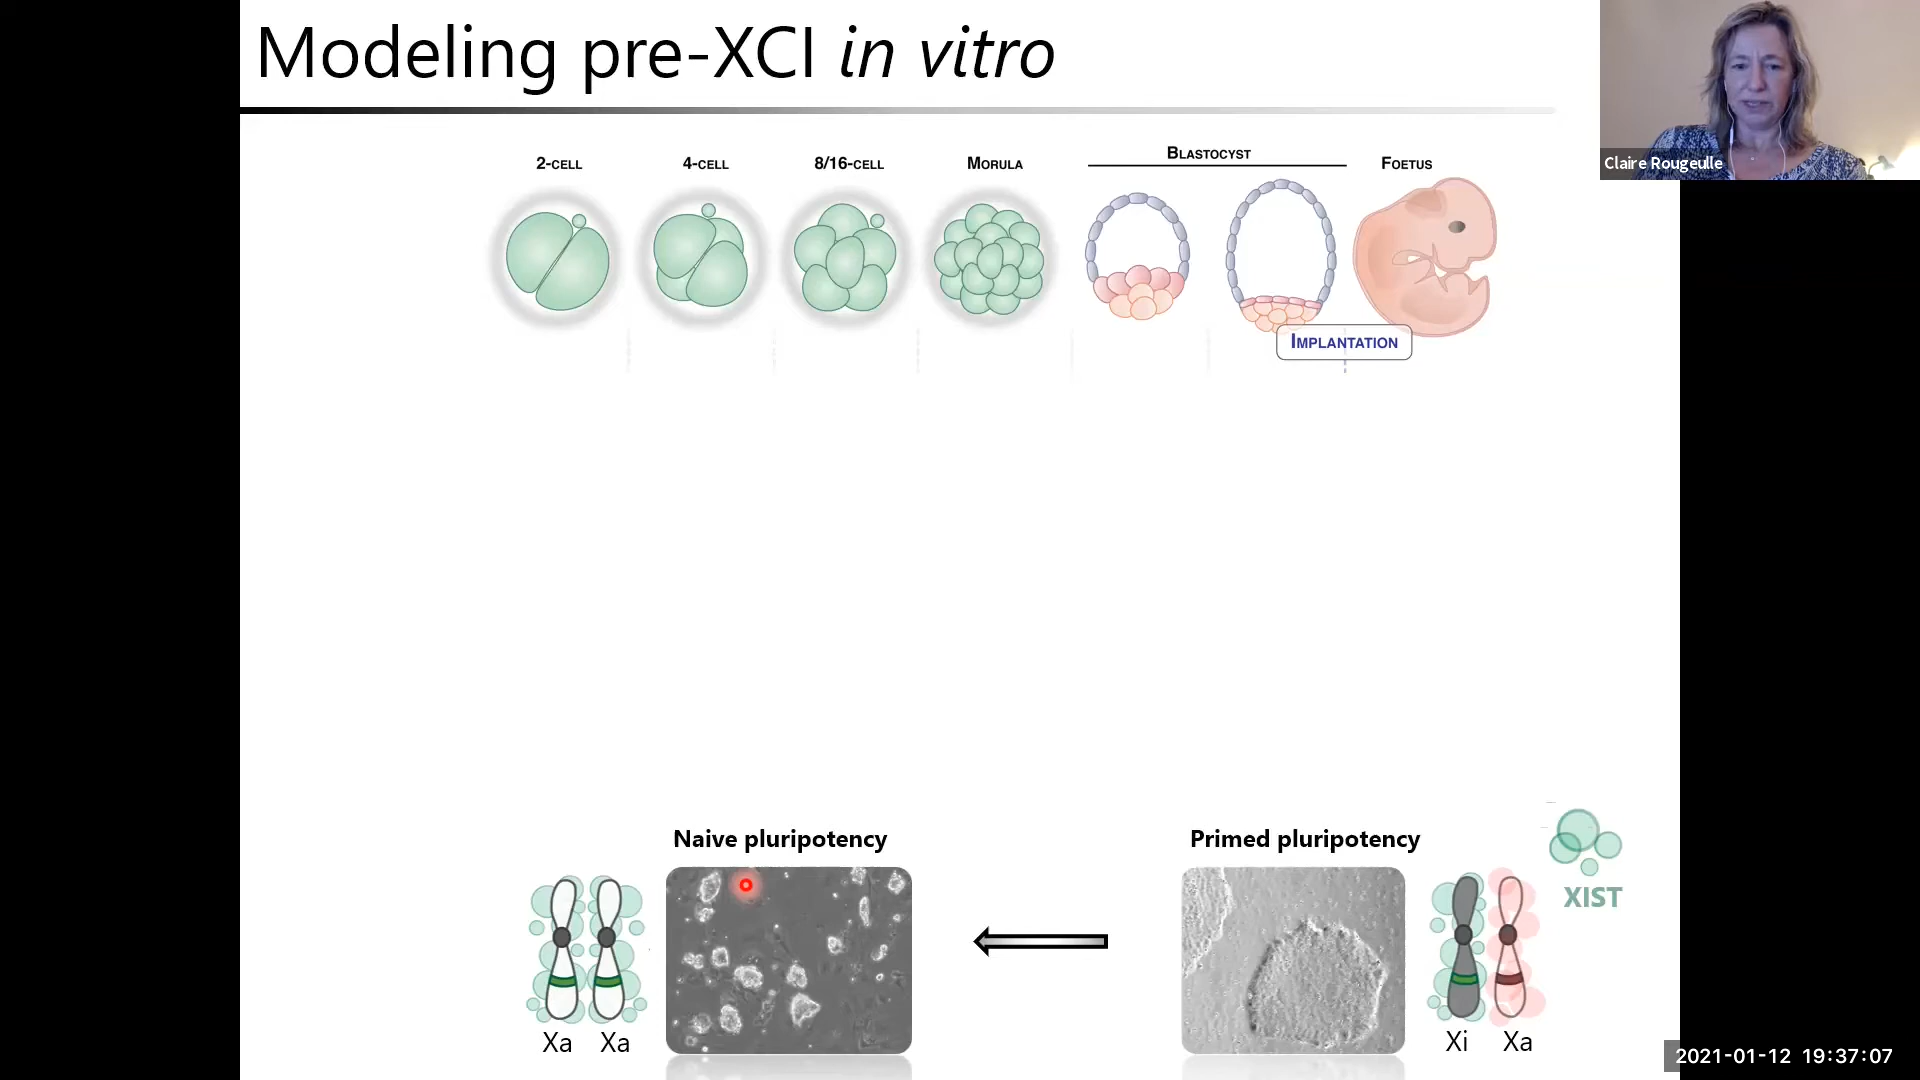 Modeling pre-XCI in vitro
Claire Rougeulle
2-CELL
4-CELL
8/16-CELL
MORULA
BLASTOCYST
FOETUS
IMPLANTATION
Naive pluripotency
Primed pluripotency
XIST
Xa
Xa
Xi
Xa
2021-01-12 19:37:07